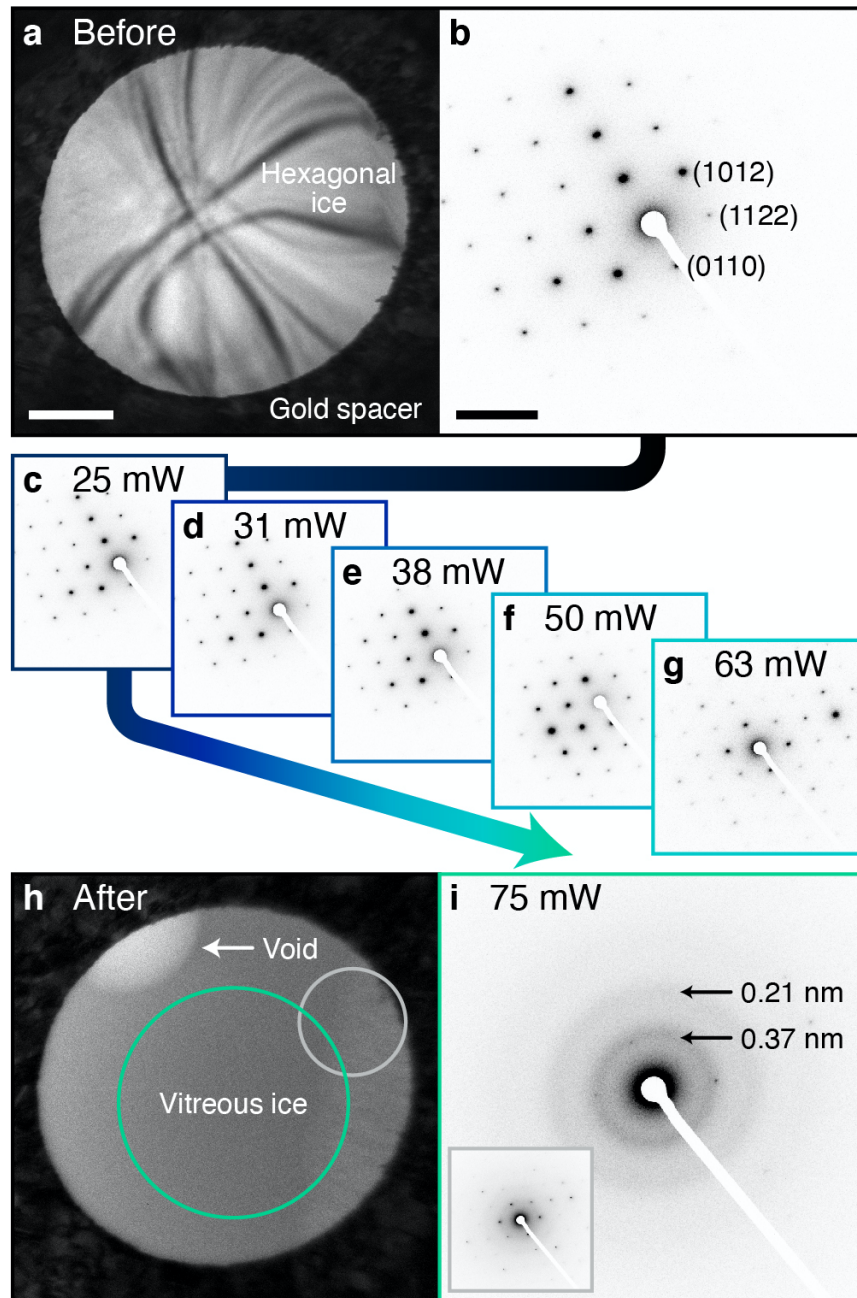 a Before
Hexagonal
ice
Gold spacer
b
(1012)
(1122)
(0110)
c 25 mW
d 31 mW
e 38 mW
f 50 mW
g 63 mW
h After
Void
Vitreous ice
i 75 mW
0.21 nm
0.37 nm